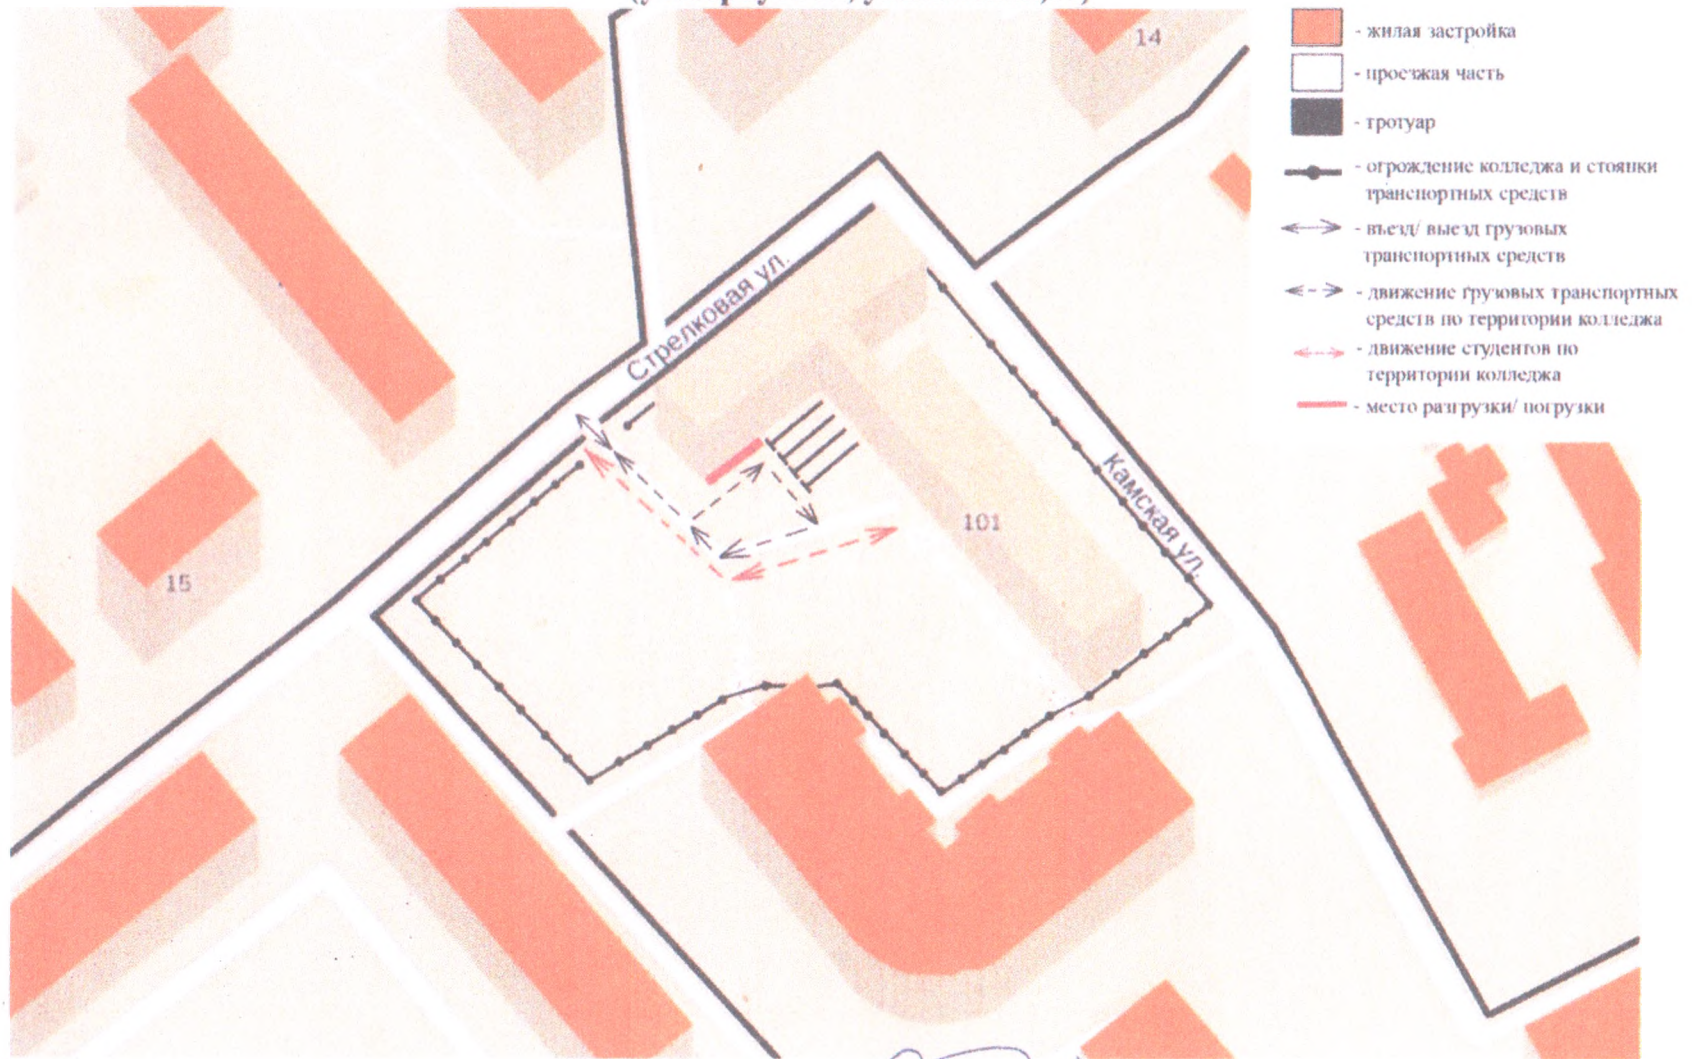 14
- жилая застройка
- проезжая часть
- тротуар
- огрождение колледжа и стоянки
транспортных средств
- въезд/ выезд грузовых
транспортных средств
- движение грузовых транспортных
средств по территории колледжа
- движение студентов по
территории колледжа
- место разгрузки/ погрузки
Стрелковая ул.
Камская ул.
101
15